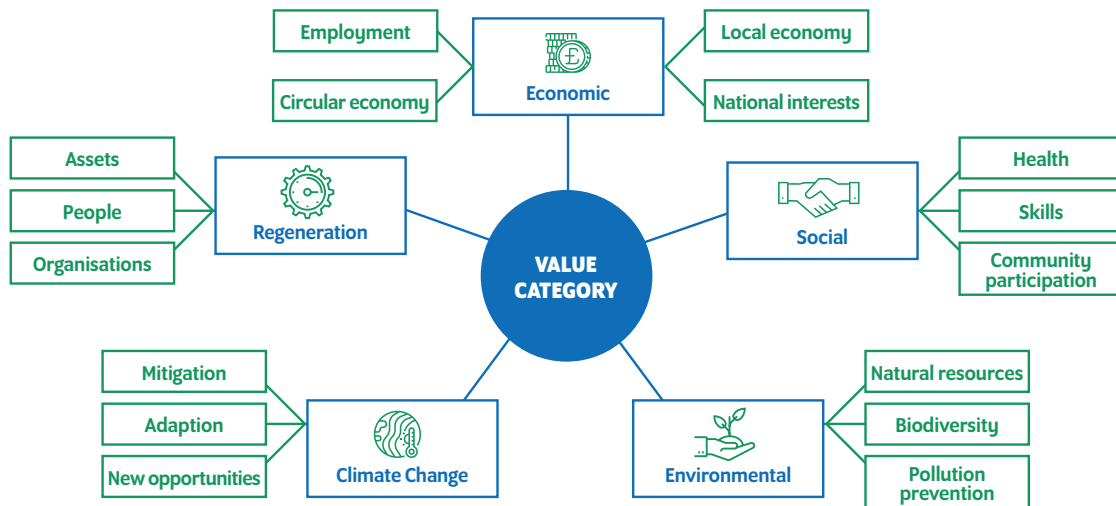 Employment
Circular economy
£
Economic
Local economy
National interests
Assets
People
Organisations
Regeneration
VALUE
CATEGORY
Social
Health
Skills
Community
participation
Mitigation
Adaption
New opportunities
Climate Change
Environmental
Natural resources
Biodiversity
Pollution
prevention